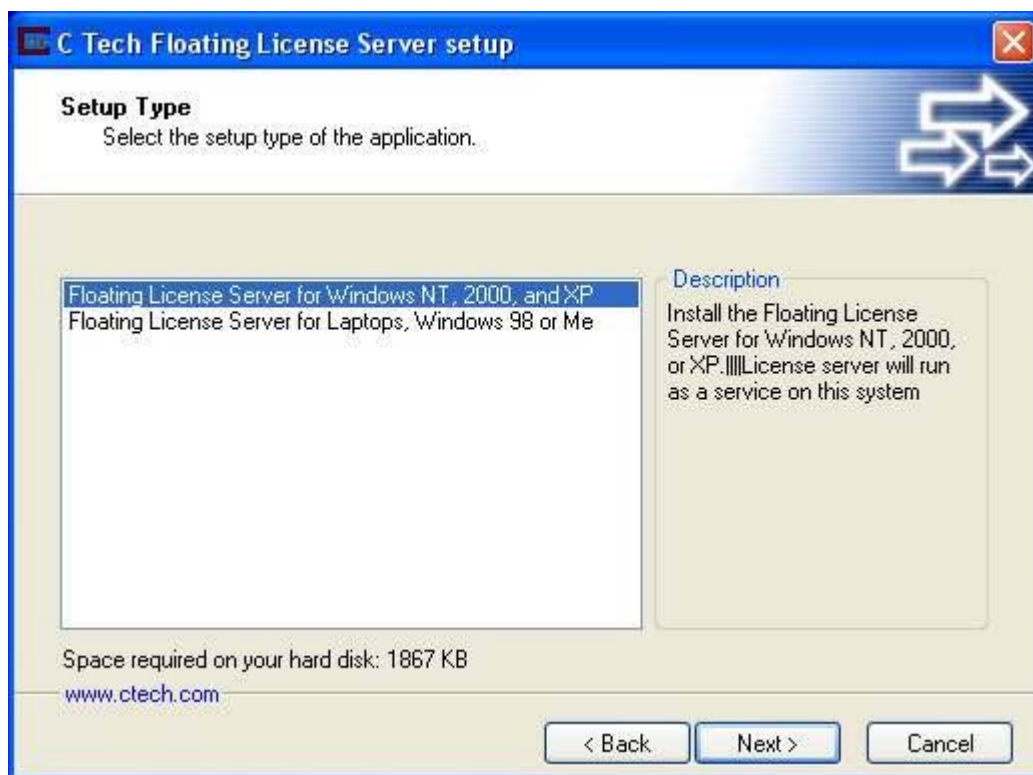 C Tech Floating License Server setup
Setup Type
Select the setup type of the application.
Floating License Server for Windows NT, 2000, and XP
Floating License Server for Laptops, Windows 98 or Me
Description
Install the Floating License
Server for Windows NT, 2000,
or XP.||||License server will run
as a service on this system
Space required on your hard disk: 1867 KB
www.ctech.com
< Back
Next >
Cancel